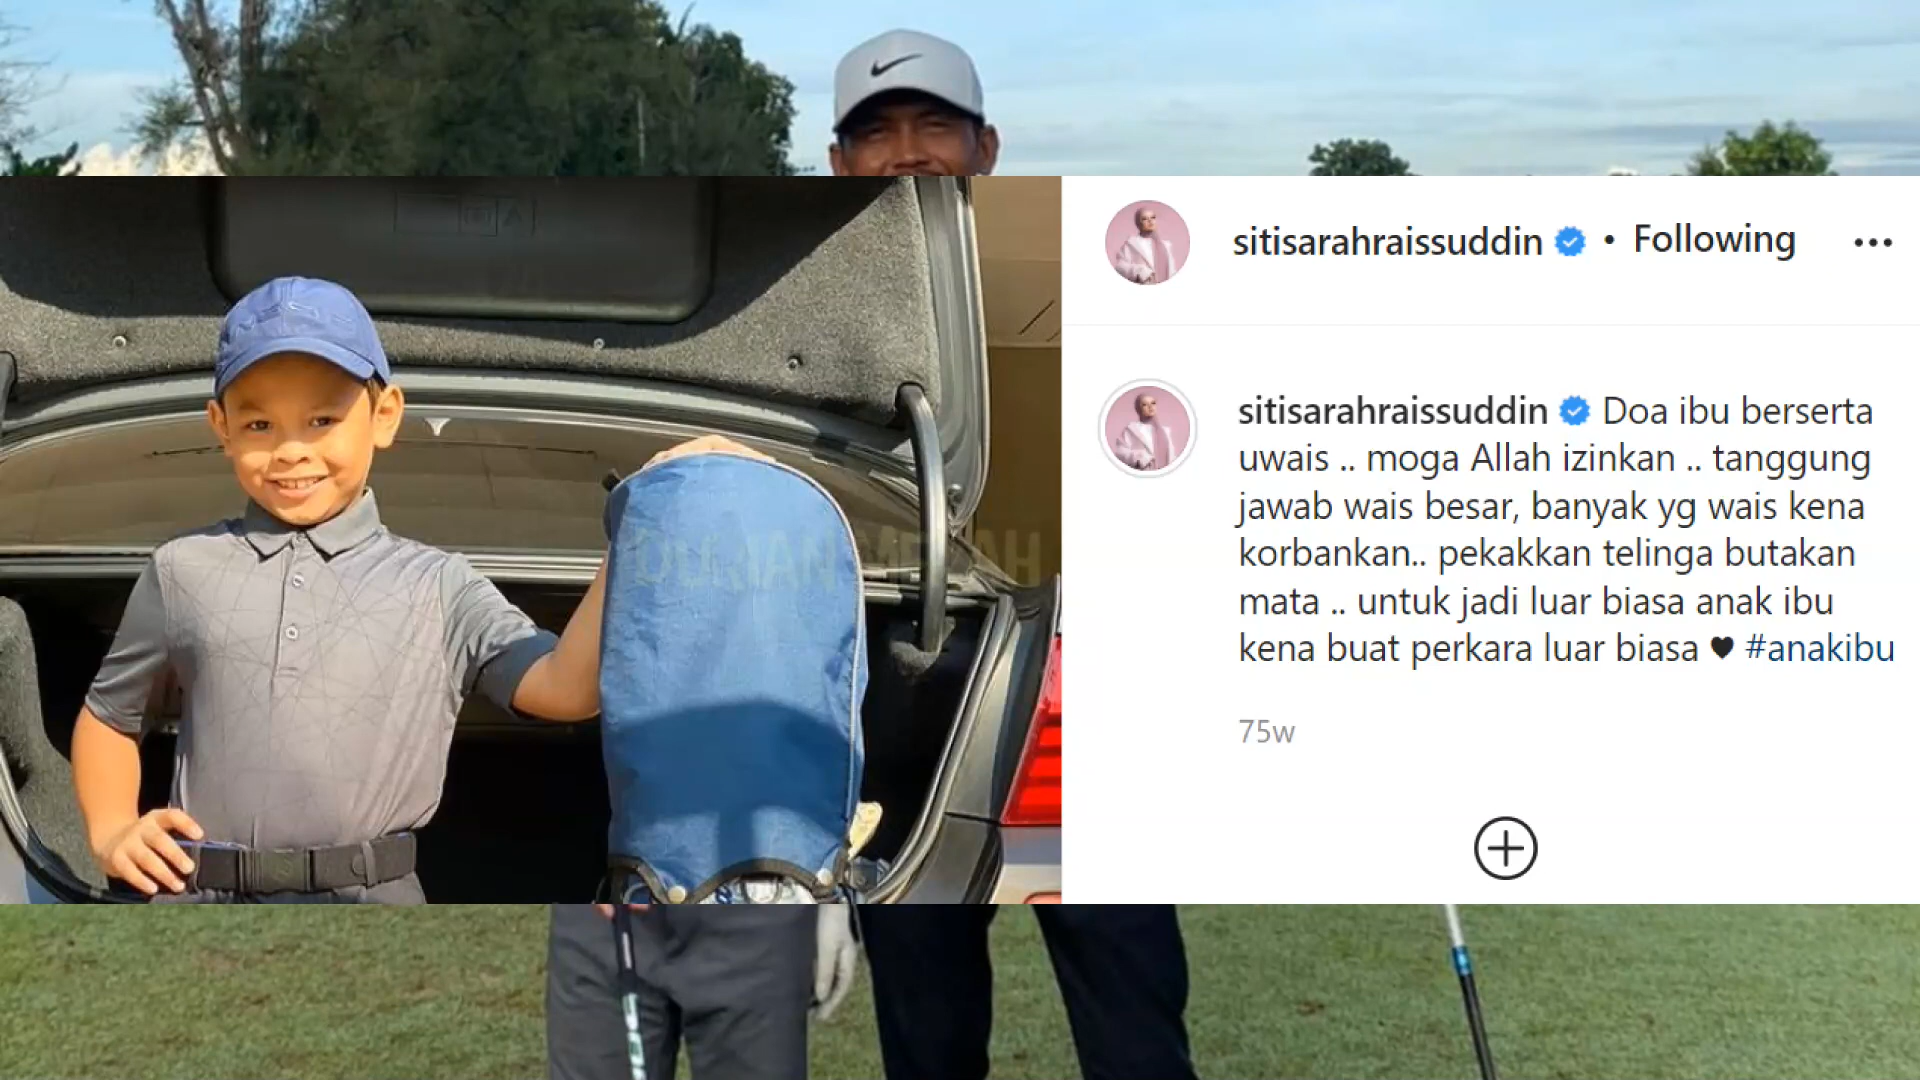 sitisarahraissuddin • Following •••
sitisarahraissuddin Doa ibu berserta
uwais .. moga Allah izinkan .. tanggung
jawab wais besar, banyak yg wais kena
korbankan.. pekakkan telinga butakan
mata .. untuk jadi luar biasa anak ibu
kena buat perkara luar biasa ♥ #anakibu
75w